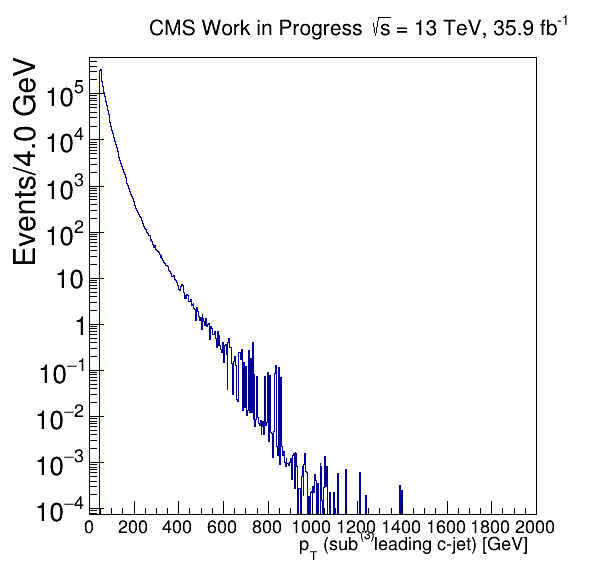 CMS Work in Progress √s = 13 TeV, 35.9 fb⁻¹
Events/4.0 GeV
10⁵
10⁴
10³
10²
10
1
10⁻¹
10⁻²
10⁻³
10⁻⁴
0 200 400 600 800 1000 1200 1400 1600 1800 2000
p_T (sub⁽³⁾leading c-jet) [GeV]